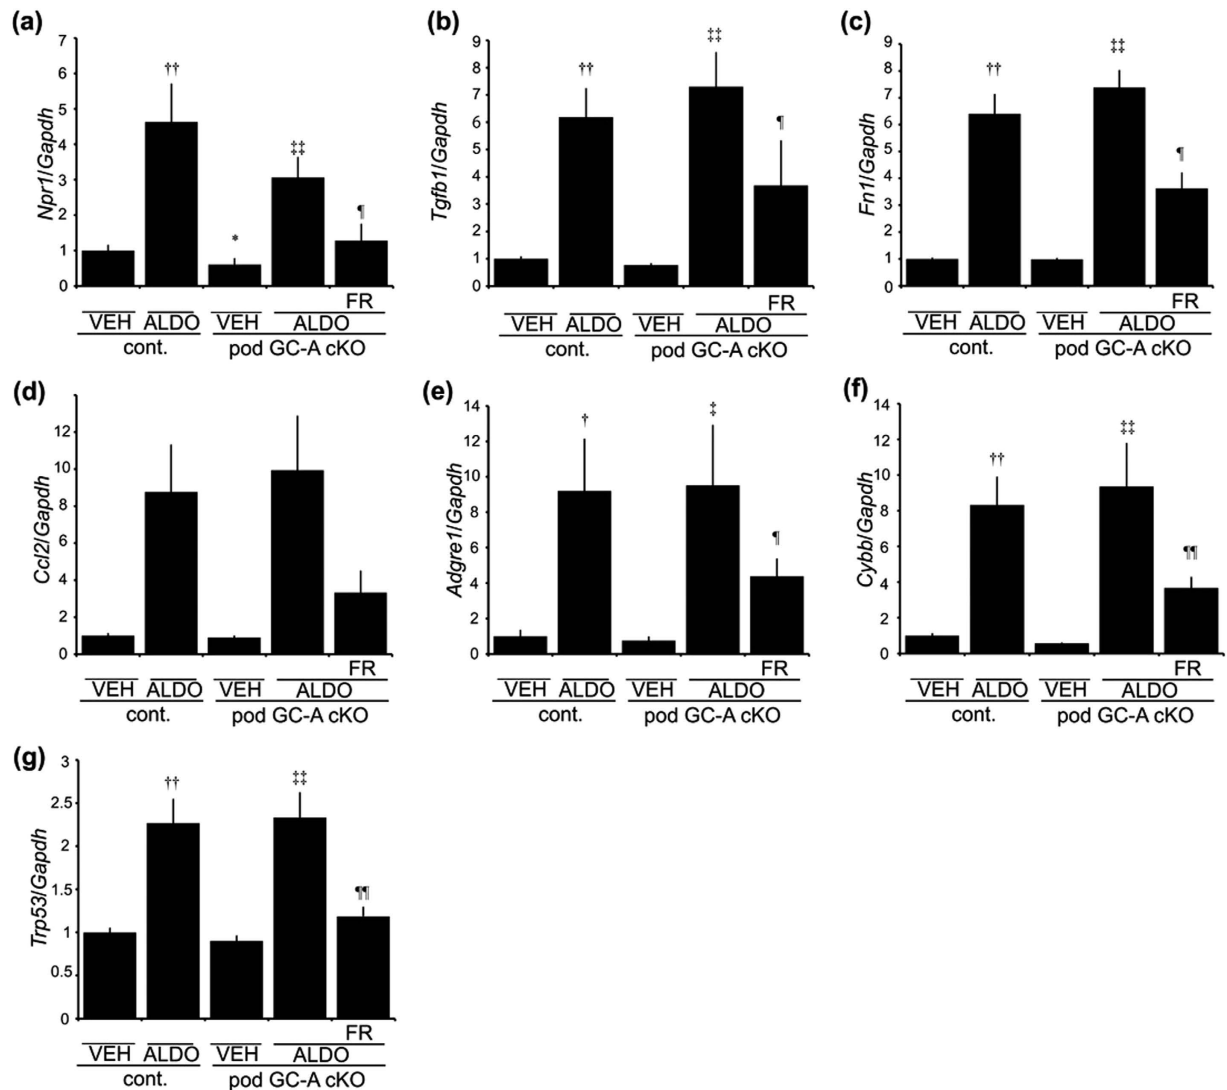 (a)
Npr1/Gapdh
7
6
5
4
3
2
1
0
††
*
‡‡
¶
FR
VEH ALDO VEH ALDO
cont. pod GC-A cKO
(b)
Tgfb1/Gapdh
9
8
7
6
5
4
3
2
1
0
††
‡‡
¶
FR
VEH ALDO VEH ALDO
cont. pod GC-A cKO
(c)
Fn1/Gapdh
9
8
7
6
5
4
3
2
1
0
††
‡‡
¶
FR
VEH ALDO VEH ALDO
cont. pod GC-A cKO
(d)
Ccl2/Gapdh
12
10
8
6
4
2
0
FR
VEH ALDO VEH ALDO
cont. pod GC-A cKO
(e)
Adgre1/Gapdh
14
12
10
8
6
4
2
0
†
‡
¶
FR
VEH ALDO VEH ALDO
cont. pod GC-A cKO
(f)
Cybb/Gapdh
14
12
10
8
6
4
2
0
††
‡‡
¶¶
FR
VEH ALDO VEH ALDO
cont. pod GC-A cKO
(g)
Trp53/Gapdh
3
2.5
2
1.5
1
0.5
0
††
‡‡
¶¶
FR
VEH ALDO VEH ALDO
cont. pod GC-A cKO